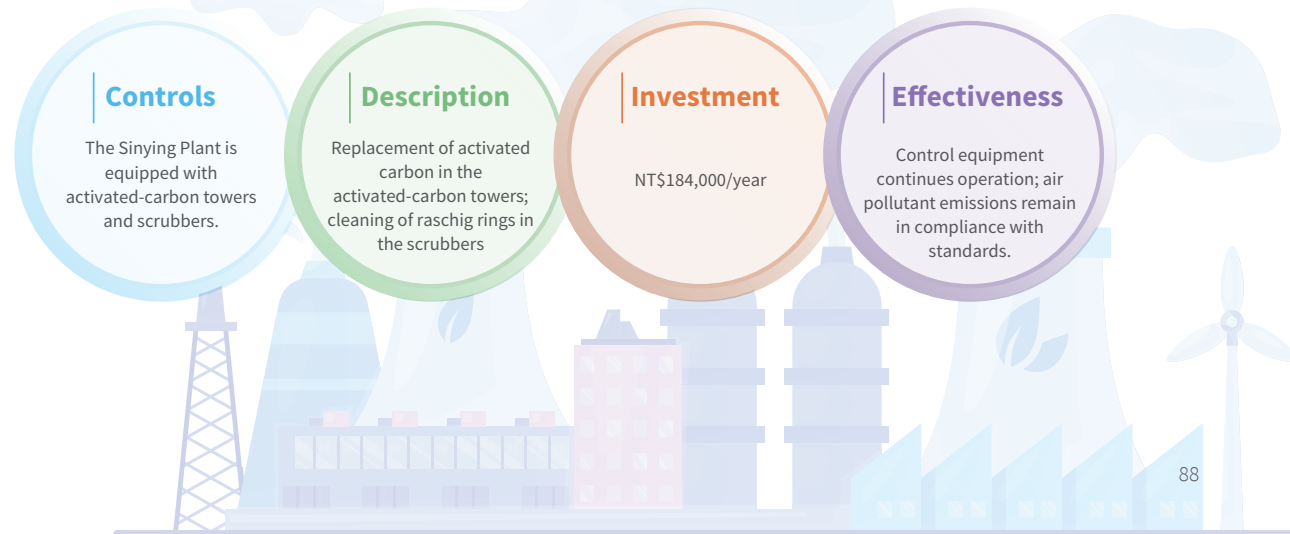 Controls
The Sinying Plant is
equipped with
activated-carbon towers
and scrubbers.
Description
Replacement of activated
carbon in the
activated-carbon towers;
cleaning of raschig rings in
the scrubbers
Investment
NT$184,000/year
Effectiveness
Control equipment
continues operation; air
pollutant emissions remain
in compliance with
standards.
88